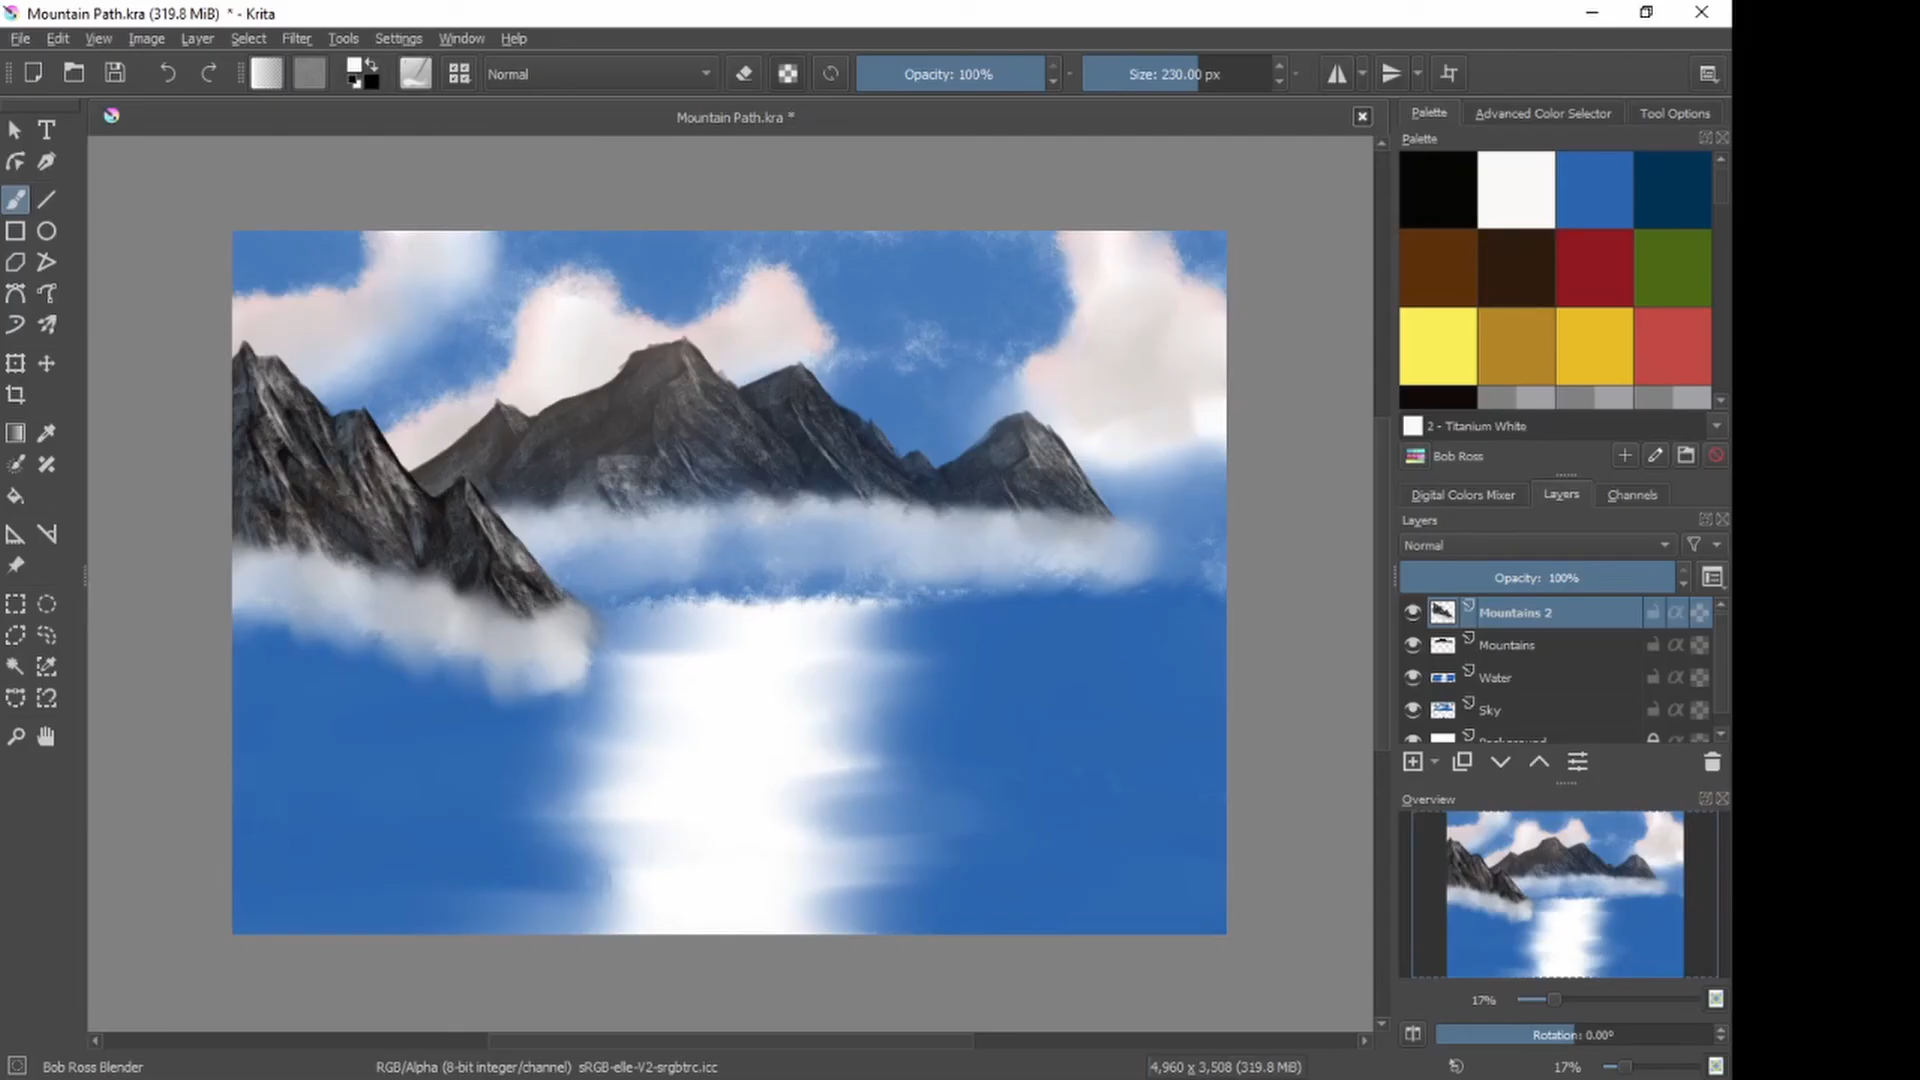 Mountain Path.kra (319.8 MiB) * - Krita
File Edit View Image Layer Select Filter Tools Settings Window Help
Normal Opacity: 100% Size: 230.00 px
Mountain Path.kra *
Palette Advanced Color Selector Tool Options
Palette
2 - Titanium White
Bob Ross
Digital Colors Mixer Layers Channels
Layers
Normal
Opacity: 100%
Mountains 2
Mountains
Water
Sky
Background
Overview
17%
Rotation: 0.00°
Bob Ross Blender RGB/Alpha (8-bit integer/channel) sRGB-elle-V2-srgbtrc.icc 4,960 x 3,508 (319.8 MiB) 17%